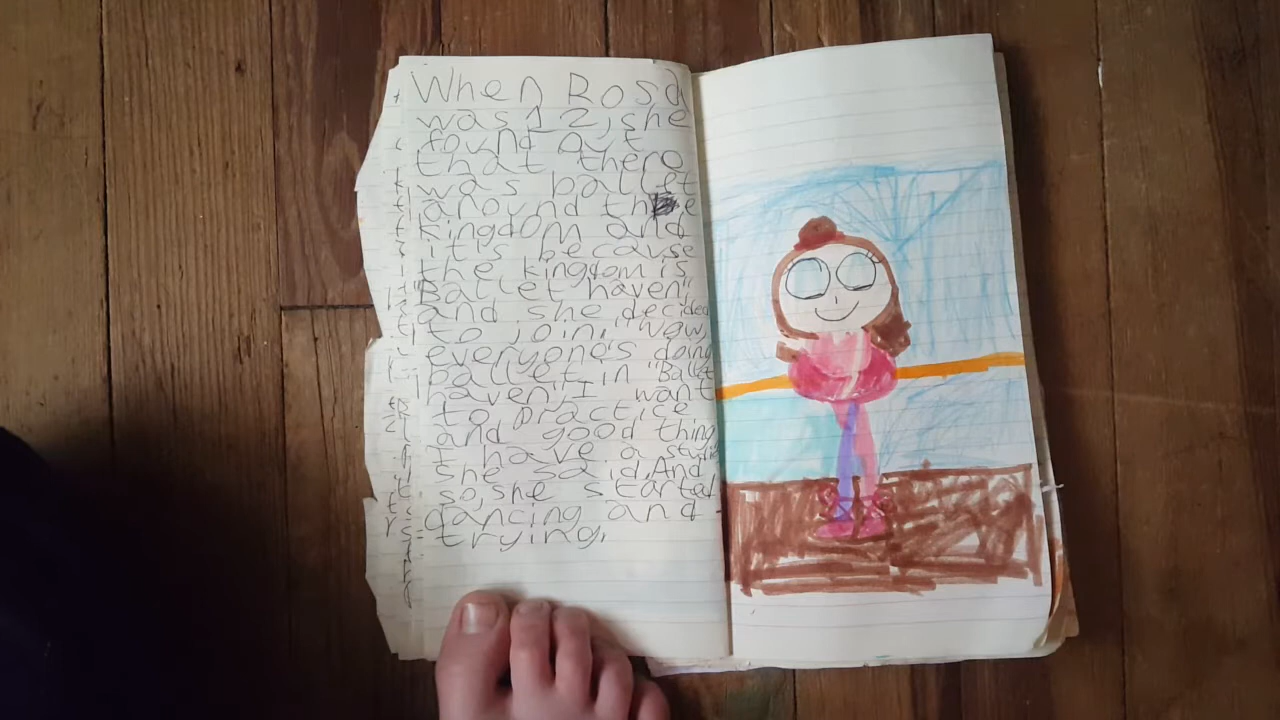 When Rosa
was 12, she
found out
that there
was ballet
around the
kingdom and
it's because
the kingdom is
"Ballet haven"
and she decided
to join. "Wow
everyone's doing
ballet in "Ballet
haven", I want
to practice
and good thing
I have a studio
she said. And
so, she started
dancing and
trying.